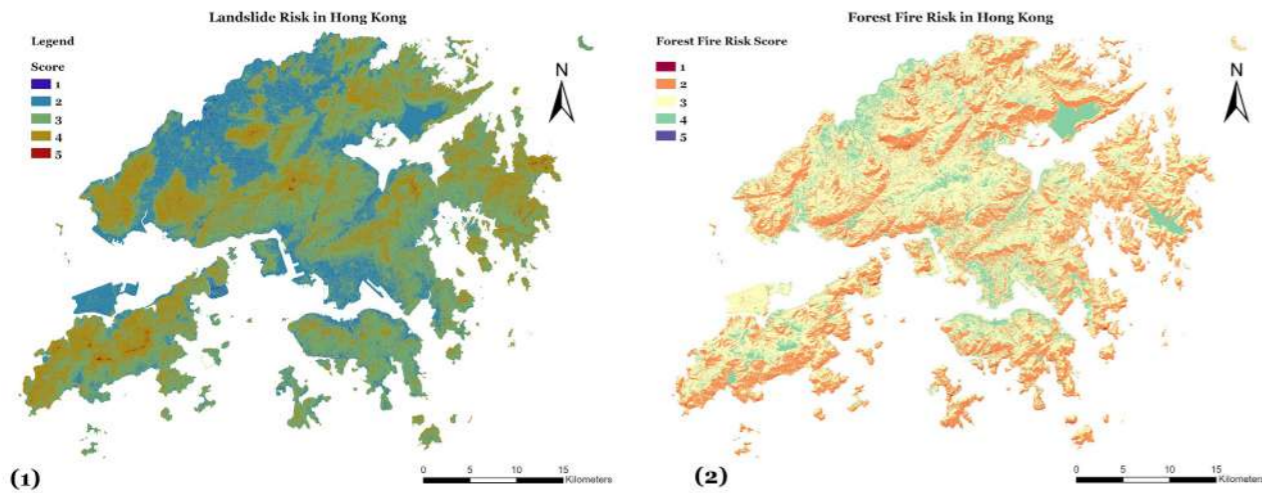 Landslide Risk in Hong Kong
Legend
Score
1
2
3
4
5
N
0 5 10 15
Kilometers
(1)
Forest Fire Risk in Hong Kong
Forest Fire Risk Score
1
2
3
4
5
N
0 5 10 15
Kilometers
(2)